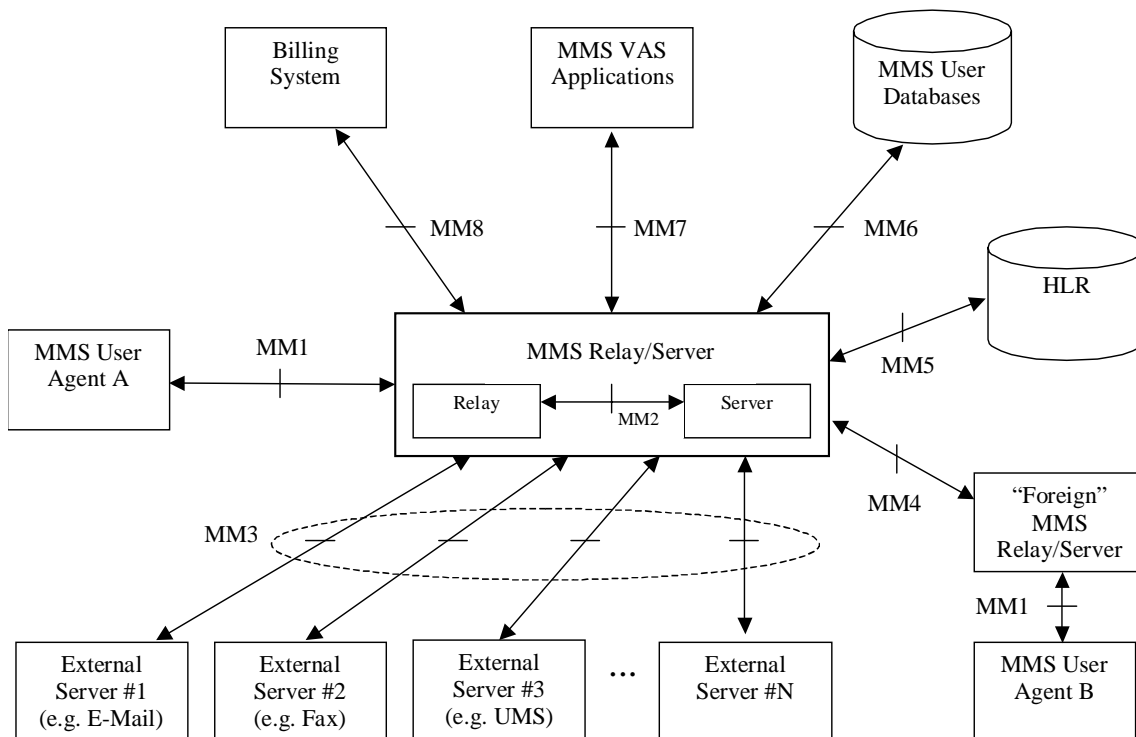 Billing
System
MMS VAS
Applications
MMS User
Databases
MM8
MM7
MM6
HLR
MMS User
Agent A
MM1
MMS Relay/Server
MM5
Relay
MM2
Server
MM4
“Foreign”
MMS
Relay/Server
MM3
MM1
External
Server #1
(e.g. E-Mail)
External
Server #2
(e.g. Fax)
External
Server #3
(e.g. UMS)
...
External
Server #N
MMS User
Agent B